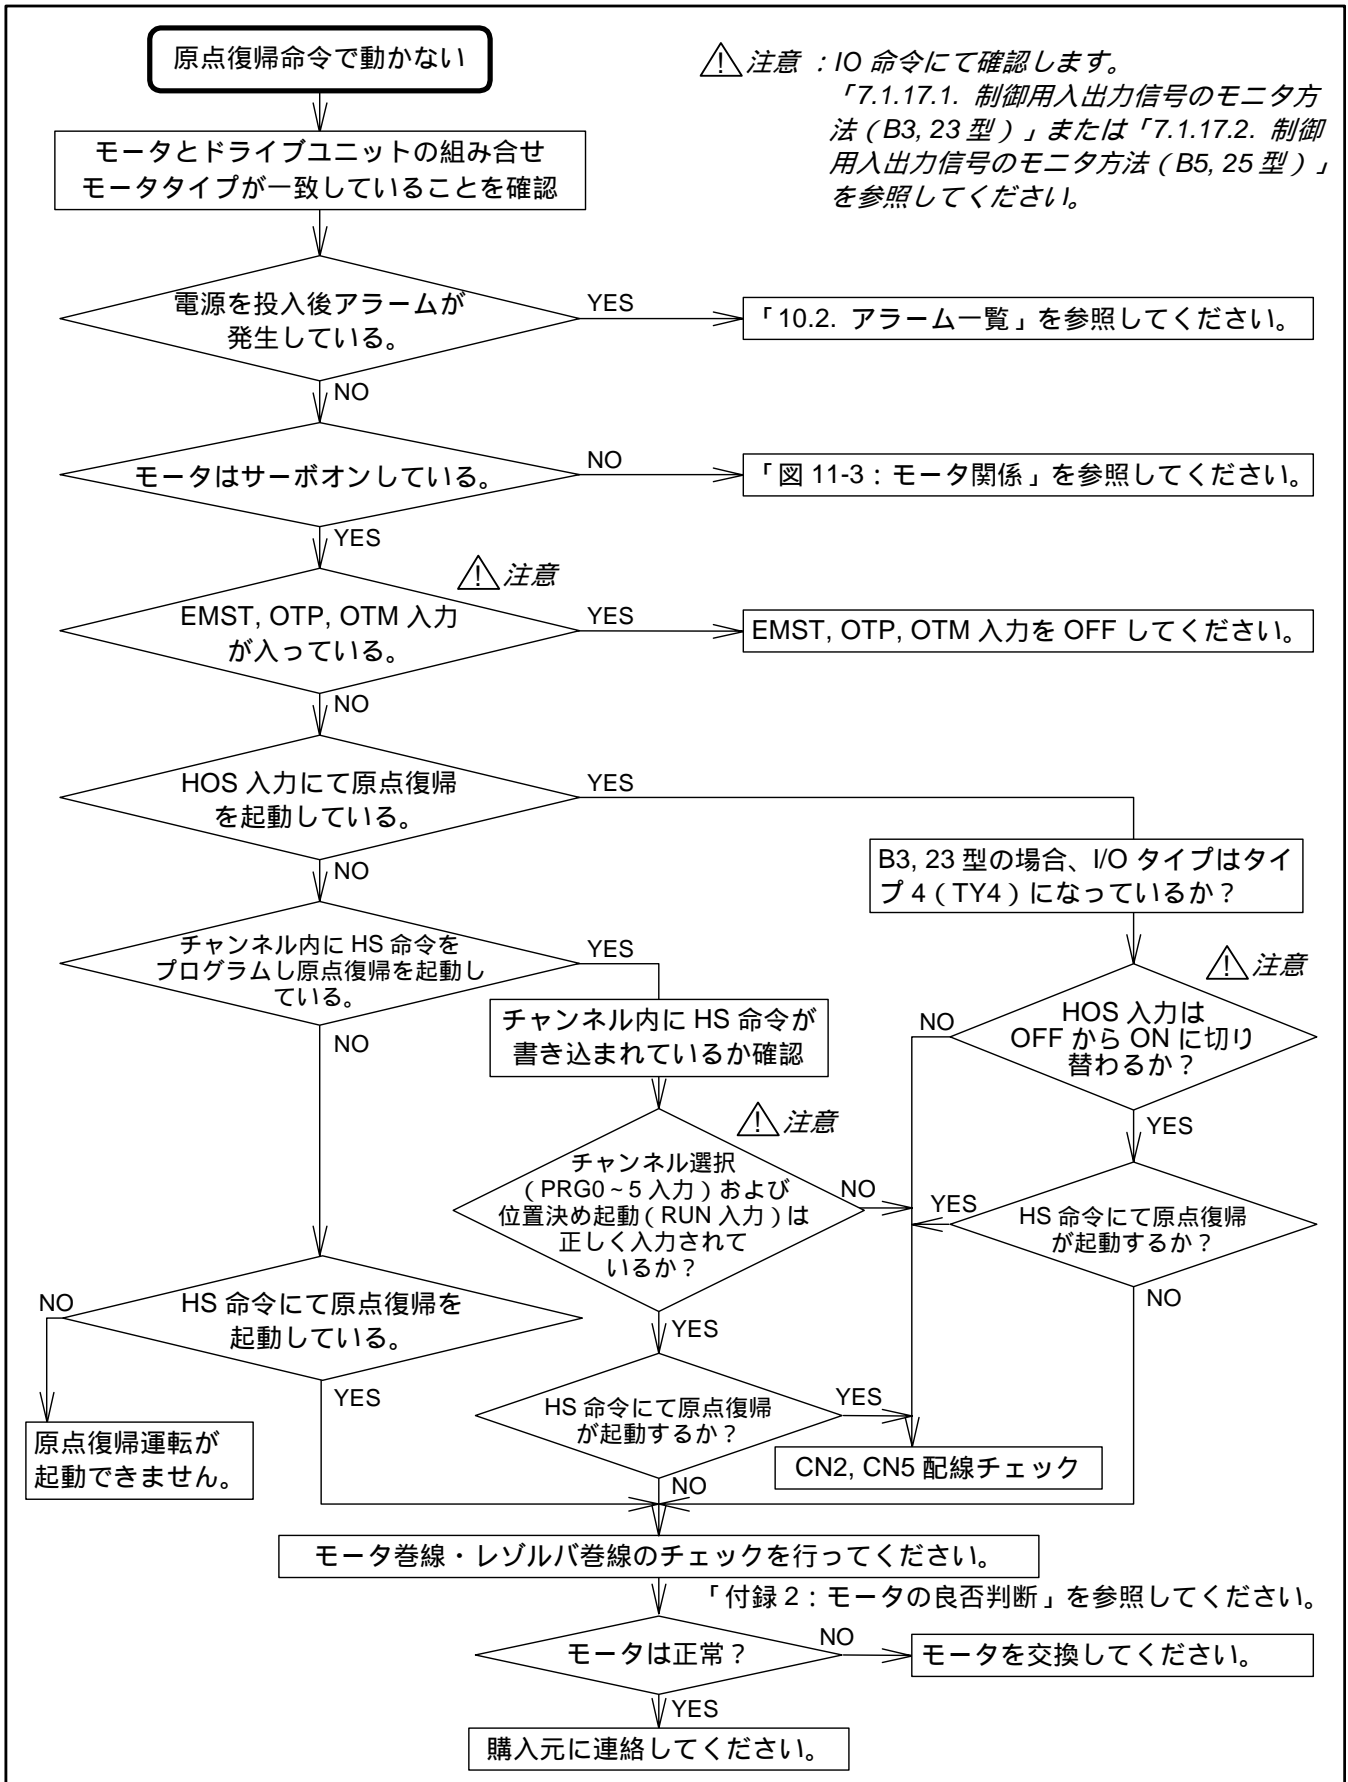 原点復帰命令で動かない
注意 : IO 命令にて確認します。
「7.1.17.1. 制御用入出力信号のモニタ方
法（B3, 23 型）」または「7.1.17.2. 制御
用入出力信号のモニタ方法（B5, 25 型）」
を参照してください。
モータとドライブユニットの組み合せ
モータタイプが一致していることを確認
電源を投入後アラームが
発生している。
YES
「10.2. アラーム一覧」を参照してください。
NO
モータはサーボオンしている。
NO
「図 11-3：モータ関係」を参照してください。
YES
注意
EMST, OTP, OTM 入力
が入っている。
YES
EMST, OTP, OTM 入力を OFF してください。
NO
HOS 入力にて原点復帰
を起動している。
YES
B3, 23 型の場合、I/O タイプはタイ
プ 4（TY4）になっているか？
NO
チャンネル内に HS 命令を
プログラムし原点復帰を起動し
ている。
YES
注意
チャンネル内に HS 命令が
書き込まれているか確認
NO
HOS 入力は
OFF から ON に切り
替わるか？
NO
YES
注意
チャンネル選択
（PRG0～5 入力）および
位置決め起動（RUN 入力）は
正しく入力されて
いるか？
NO
YES
HS 命令にて原点復帰
が起動するか？
NO
NO
HS 命令にて原点復帰を
起動している。
YES
YES
HS 命令にて原点復帰
が起動するか？
YES
原点復帰運転が
起動できません。
CN2, CN5 配線チェック
NO
モータ巻線・レゾルバ巻線のチェックを行ってください。
「付録 2：モータの良否判断」を参照してください。
モータは正常？
NO
モータを交換してください。
YES
購入元に連絡してください。